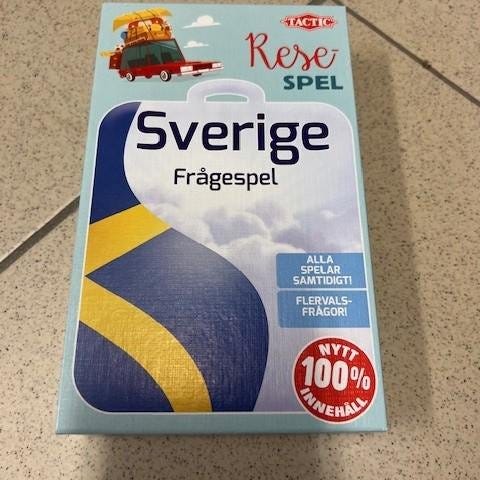 TACTIC
Rese-
SPEL
Sverige
Frågespel
ALLA
SPELAR
SAMTIDIGT!
FLERVALS-
FRÅGOR!
NYTT
100%
INNEHÅLL